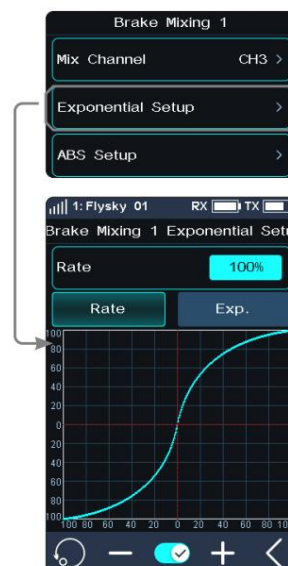 Brake Mixing 1
Mix Channel CH3 >
Exponential Setup >
ABS Setup >
1: Flysky 01 RX TX
Brake Mixing 1 Exponential Set
Rate 100%
Rate Exp.
100
80
60
40
20
0
20
40
60
80
100
100 80 60 40 20 0 20 40 60 80 10